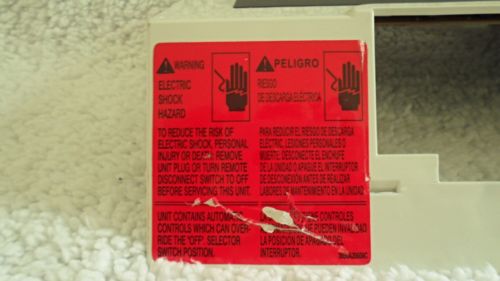 WARNING
ELECTRIC
SHOCK
HAZARD
TO REDUCE THE RISK OF
ELECTRIC SHOCK, PERSONAL
INJURY OR DEATH: REMOVE
UNIT PLUG OR TURN REMOTE
DISCONNECT SWITCH TO OFF
BEFORE SERVICING THIS UNIT.
UNIT CONTAINS AUTOMATIC
CONTROLS WHICH CAN OVER-
RIDE THE "OFF". SELECTOR
SWITCH POSITION.
PELIGRO
RIESGO
DE DESCARGA ELÉCTRICA
PARA REDUCIR EL RIESGO DE DESCARGA
ELECTRIC, LESIONES PERSONALES O
MUERTE: DESCONECTE EL ENCHUFE
DE LA UNIDAD O APAGUE EL INTERRUPTOR
DE DESCONEXIÓN ANTES DE REALIZAR
LABORES DE MANTENIMIENTO EN LA UNIDAD
CONTROLES
QUE PUEDEN INVALIDAR
LA POSICION DE APAGADO DEL
INTERRUPTOR.